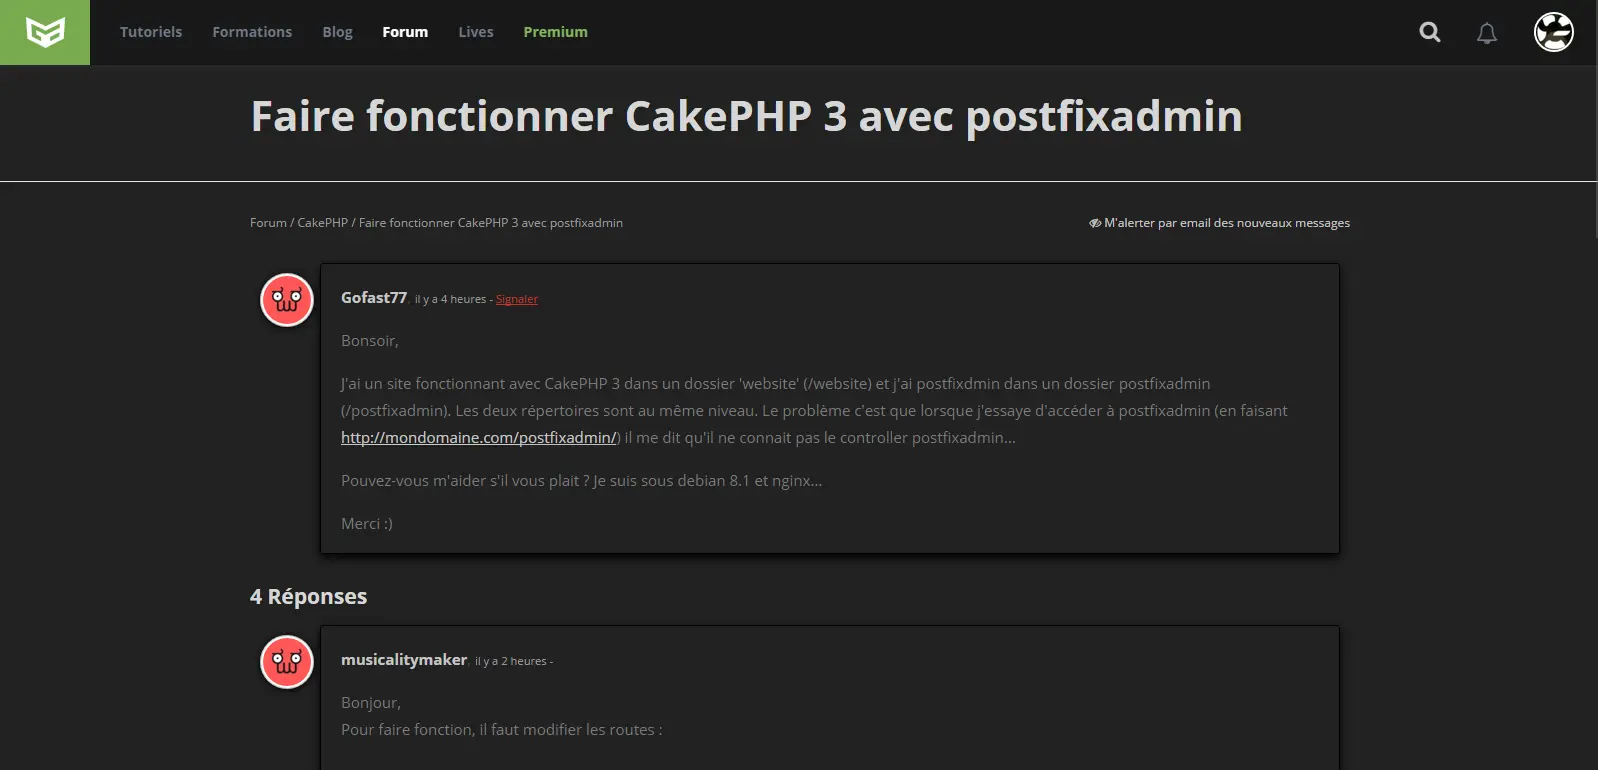 Tutoriels Formations Blog Forum Lives Premium
Faire fonctionner CakePHP 3 avec postfixadmin
Forum / CakePHP / Faire fonctionner CakePHP 3 avec postfixadmin M'alerter par email des nouveaux messages
Gofast77, il y a 4 heures - Signaler
Bonsoir,
J'ai un site fonctionnant avec CakePHP 3 dans un dossier 'website' (/website) et j'ai postfixdmin dans un dossier postfixadmin
(/postfixadmin). Les deux répertoires sont au même niveau. Le problème c'est que lorsque j'essaye d'accéder à postfixadmin (en faisant
http://mondomaine.com/postfixadmin/) il me dit qu'il ne connait pas le controller postfixadmin...
Pouvez-vous m'aider s'il vous plait ? Je suis sous debian 8.1 et nginx...
Merci :)
4 Réponses
musicalitymaker, il y a 2 heures -
Bonjour,
Pour faire fonction, il faut modifier les routes :